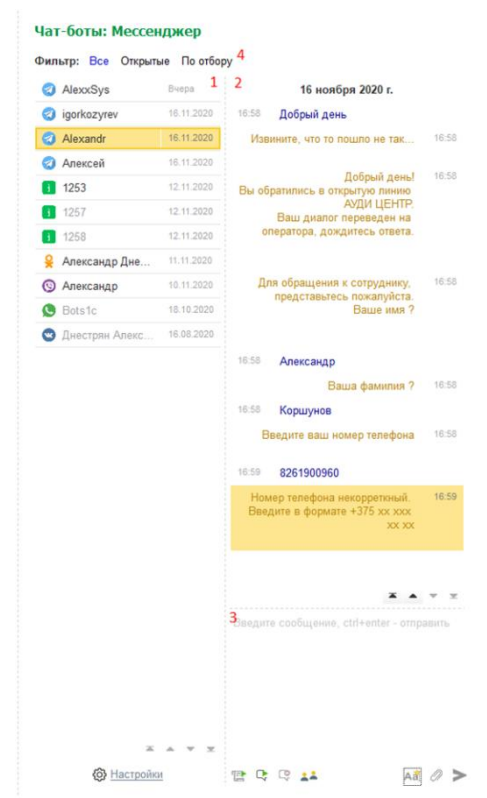 Чат-боты: Мессенджер
Фильтр: Все Открытые По отбору 4
AlexxSys Вчера 1
igorkozyrev 16.11.2020
Alexandr 16.11.2020
Алексей 16.11.2020
1253 12.11.2020
1257 12.11.2020
1258 12.11.2020
Александр Дне... 11.11.2020
Александр 10.11.2020
Bots1c 18.10.2020
Днестрян Алекс... 16.08.2020
Настройки
2
16 ноября 2020 г.
16:58 Добрый день
Извините, что то пошло не так... 16:58
Добрый день! 16:58
Вы обратились в открытую линию
АУДИ ЦЕНТР.
Ваш диалог переведен на
оператора, дождитесь ответа.
Для обращения к сотруднику, 16:58
представьтесь пожалуйста.
Ваше имя ?
16:58 Александр
Ваша фамилия ? 16:58
16:58 Коршунов
Введите ваш номер телефона 16:58
16:59 8261900960
Номер телефона некорреткный. 16:59
Введите в формате +375 xx xxx
xx xx
3
Введите сообщение, ctrl+enter - отправить
Aa